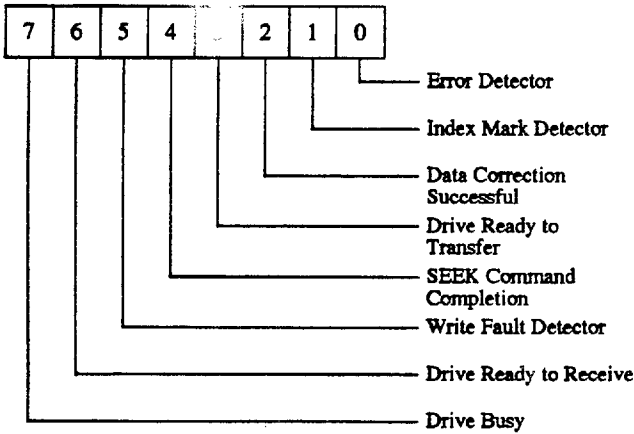 7 6 5 4 2 1 0
Error Detector
Index Mark Detector
Data Correction
Successful
Drive Ready to
Transfer
SEEK Command
Completion
Write Fault Detector
Drive Ready to Receive
Drive Busy